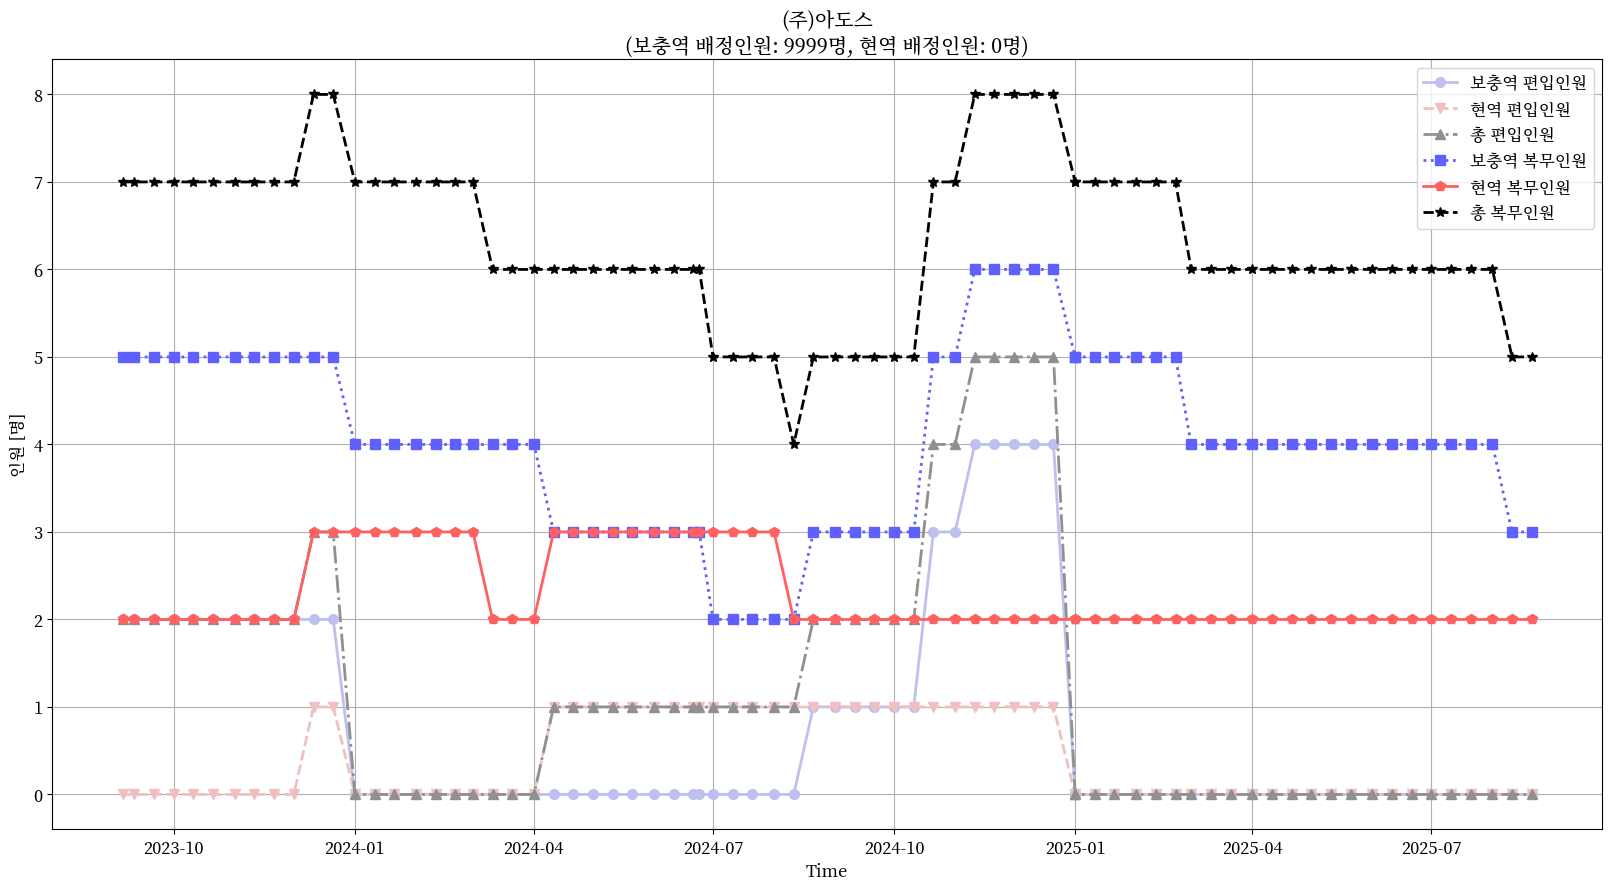 (주)아도스
(보충역 배정인원: 9999명, 현역 배정인원: 0명)
보충역 편입인원
현역 편입인원
총 편입인원
보충역 복무인원
현역 복무인원
총 복무인원
인원 [명]
8
7
6
5
4
3
2
1
0
2023-10 2024-01 2024-04 2024-07 2024-10 2025-01 2025-04 2025-07
Time